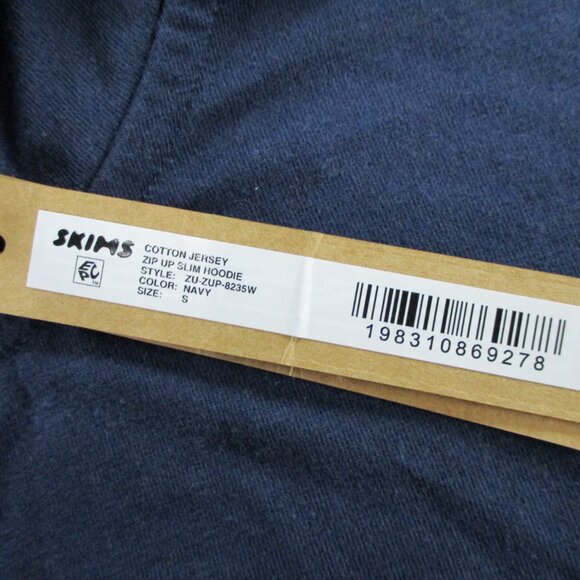 SKIMS
COTTON JERSEY
ZIP UP SLIM HOODIE
STYLE: ZU-ZUP-8235W
COLOR: NAVY
SIZE: S
198310869278